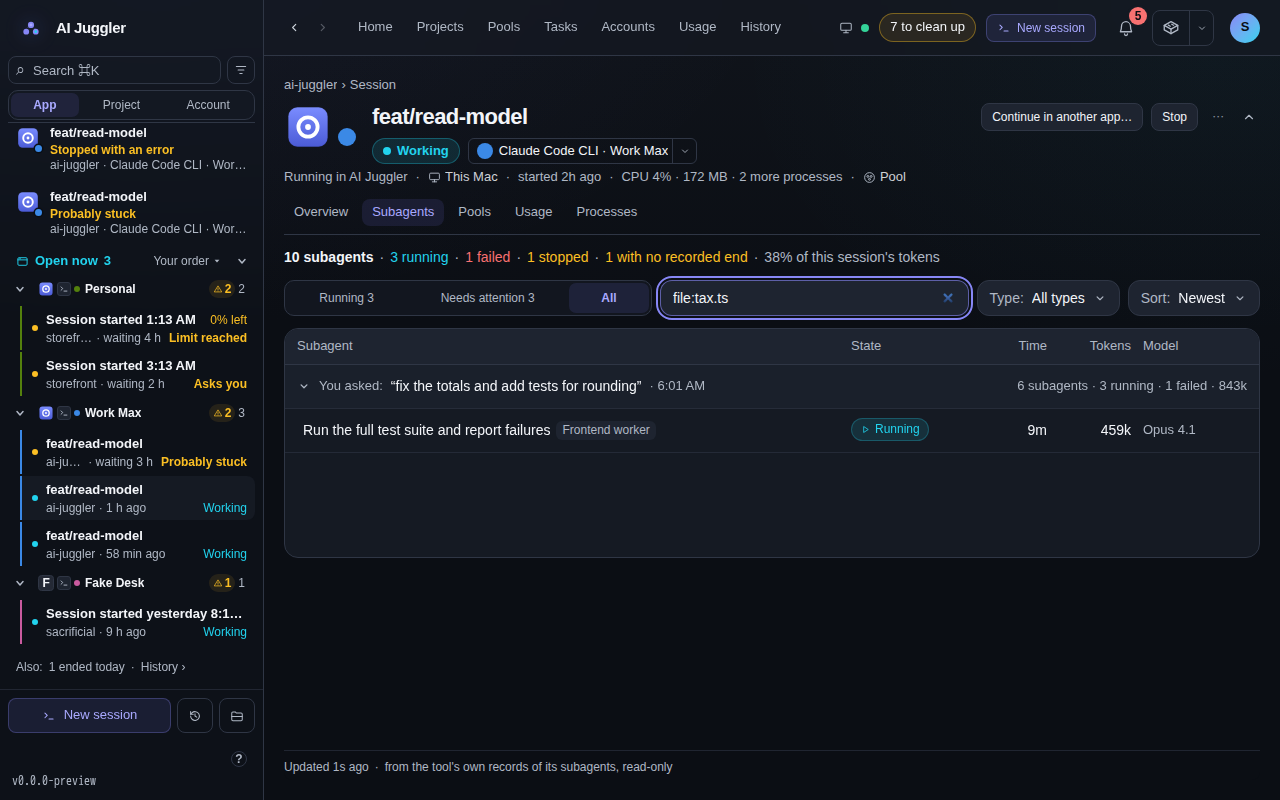 AI Juggler
Search ⌘K
App Project Account
feat/read-model
Stopped with an error
ai-juggler · Claude Code CLI · Wor…
feat/read-model
Probably stuck
ai-juggler · Claude Code CLI · Wor…
Open now 3 Your order
Personal 2 2
Session started 1:13 AM 0% left
storefr… · waiting 4 h Limit reached
Session started 3:13 AM
storefront · waiting 2 h Asks you
Work Max 2 3
feat/read-model
ai-ju… · waiting 3 h Probably stuck
feat/read-model
ai-juggler · 1 h ago Working
feat/read-model
ai-juggler · 58 min ago Working
F Fake Desk 1 1
Session started yesterday 8:1…
sacrificial · 9 h ago Working
Also: 1 ended today · History ›
New session
?
v0.0.0-preview
Home Projects Pools Tasks Accounts Usage History
7 to clean up New session 5 S
ai-juggler › Session
feat/read-model
Continue in another app… Stop ···
Working Claude Code CLI · Work Max
Running in AI Juggler · This Mac · started 2h ago · CPU 4% · 172 MB · 2 more processes · Pool
Overview Subagents Pools Usage Processes
10 subagents · 3 running · 1 failed · 1 stopped · 1 with no recorded end · 38% of this session's tokens
Running 3 Needs attention 3 All file:tax.ts Type: All types Sort: Newest
Subagent State Time Tokens Model
You asked: “fix the totals and add tests for rounding” · 6:01 AM 6 subagents · 3 running · 1 failed · 843k
Run the full test suite and report failures Frontend worker Running 9m 459k Opus 4.1
Updated 1s ago · from the tool's own records of its subagents, read-only